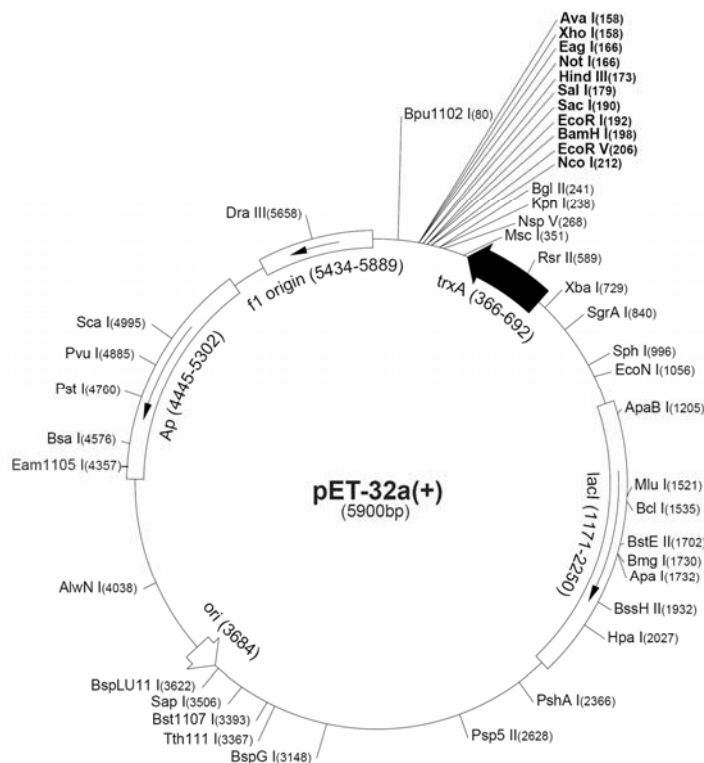 Ava I(158)
Xho I(158)
Eag I(166)
Not I(166)
Hind III(173)
Sal I(179)
Sac I(190)
EcoR I(192)
BamH I(198)
EcoR V(206)
Nco I(212)
Bpu1102 I(80)
Bgl II(241)
Kpn I(238)
Nsp V(268)
Msc I(351)
Rsr II(589)
Dra III(5658)
f1 origin (5434-5889)
trxA (366-692)
Xba I(729)
SgrA I(840)
Sca I(4995)
Pvu I(4885)
Pst I(4760)
Bsa I(4576)
Eam1105 I(4357)
Ap (4445-5302)
Sph I(996)
EcoN I(1056)
ApaB I(1205)
pET-32a(+)
(5900bp)
lacI (1171-2250)
Mlu I(1521)
Bcl I(1535)
BstE II(1702)
Bmg I(1730)
Apa I(1732)
BssH II(1932)
Hpa I(2027)
AlwN I(4038)
ori (3684)
BspLU11 I(3622)
Sap I(3506)
Bst1107 I(3393)
Tth111 I(3367)
BspG I(3148)
PshA I(2366)
Psp5 II(2628)